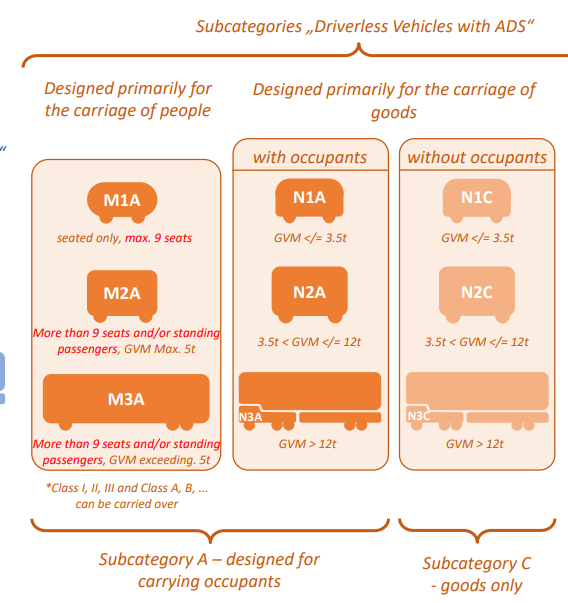 Subcategories „Driverless Vehicles with ADS“
Designed primarily for
the carriage of people
Designed primarily for the carriage of
goods
“
with occupants
without occupants
M1A
seated only, max. 9 seats
M2A
More than 9 seats and/or standing
passengers, GVM Max. 5t
M3A
More than 9 seats and/or standing
passengers, GVM exceeding. 5t
*Class I, II, III and Class A, B, ...
can be carried over
N1A
GVM </= 3.5t
N2A
3.5t < GVM </= 12t
N3A
GVM > 12t
N1C
GVM </= 3.5t
N2C
3.5t < GVM </= 12t
N3C
GVM > 12t
Subcategory A – designed for
carrying occupants
Subcategory C
- goods only